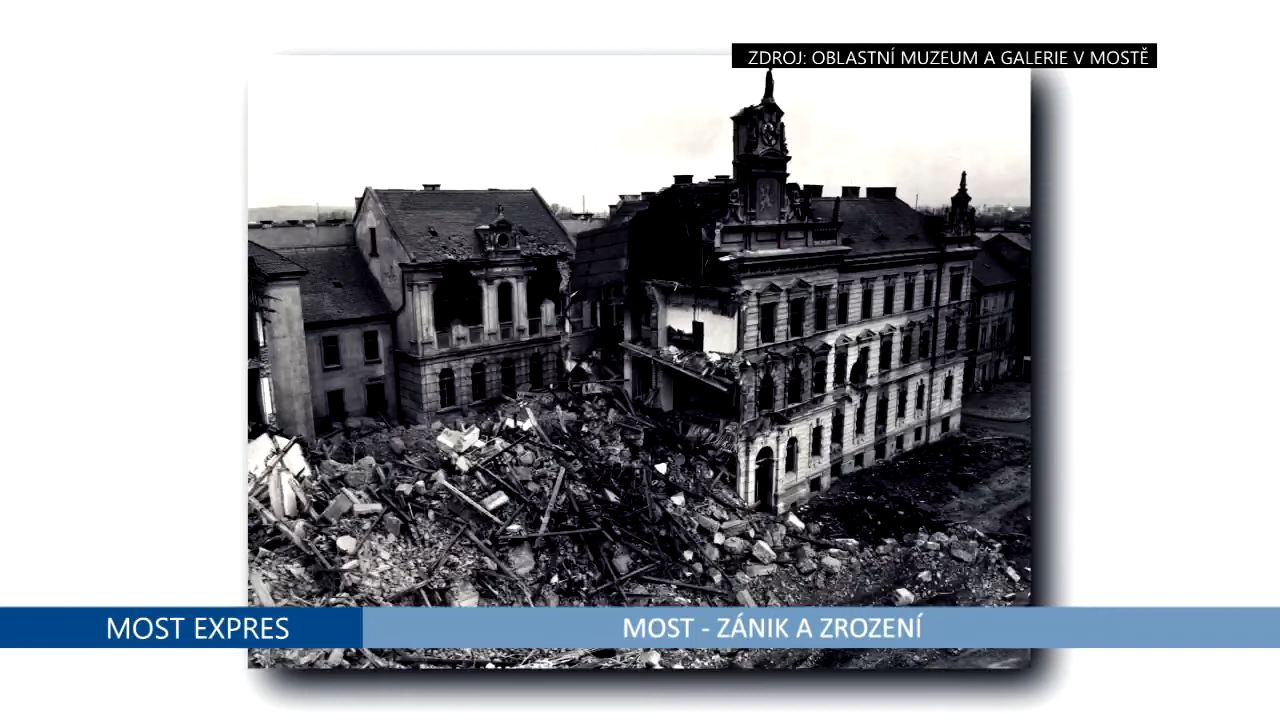 ZDROJ: OBLASTNÍ MUZEUM A GALERIE V MOSTĚ
MOST EXPRES
MOST - ZÁNIK A ZROZENÍ